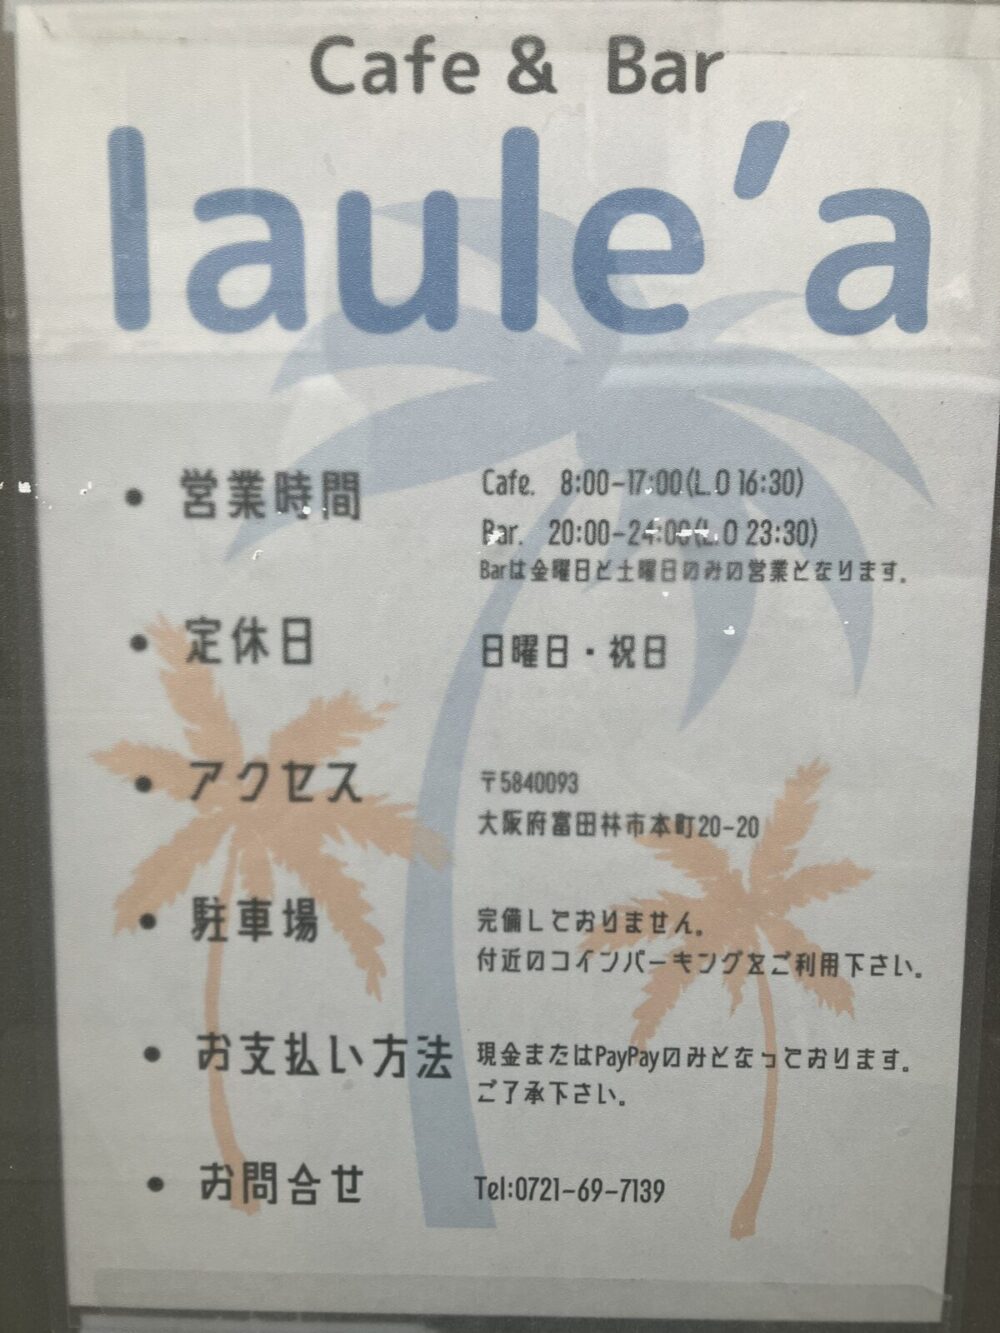 Cafe & Bar
laule'a
• 営業時間
Cafe. 8:00-17:00(L.O 16:30)
Bar. 20:00-24:00(L.O 23:30)
Barは金曜日と土曜日のみの営業となります。
• 定休日
日曜日・祝日
• アクセス
〒5840093
大阪府富田林市本町20-20
• 駐車場
完備しておりません。
付近のコインパーキングをご利用下さい。
• お支払い方法
現金またはPayPayのみとなっております。
ご了承下さい。
• お問合せ
Tel:0721-69-7139